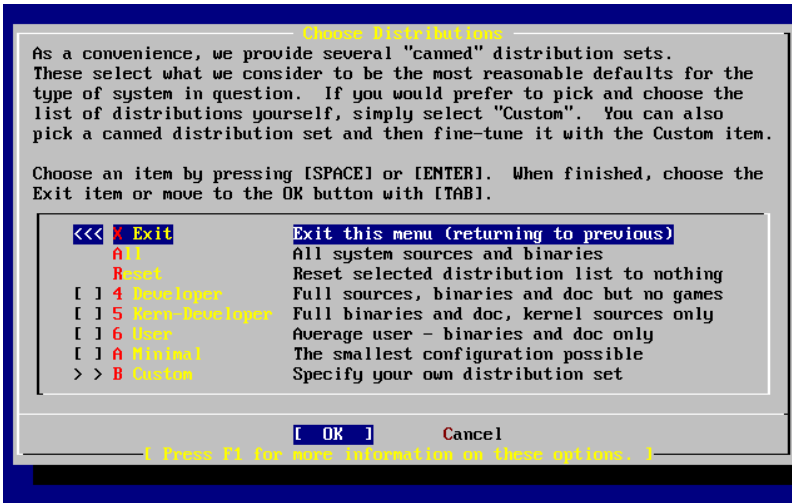 Choose Distributions
As a convenience, we provide several "canned" distribution sets.
These select what we consider to be the most reasonable defaults for the
type of system in question.  If you would prefer to pick and choose the
list of distributions yourself, simply select "Custom".  You can also
pick a canned distribution set and then fine-tune it with the Custom item.
Choose an item by pressing [SPACE] or [ENTER].  When finished, choose the
Exit item or move to the OK button with [TAB].
<<< X Exit Exit this menu (returning to previous)
All All system sources and binaries
Reset Reset selected distribution list to nothing
[ ] 4 Developer Full sources, binaries and doc but no games
[ ] 5 Kern-Developer Full binaries and doc, kernel sources only
[ ] 6 User Average user - binaries and doc only
[ ] A Minimal The smallest configuration possible
> > B Custom Specify your own distribution set
[ OK ] Cancel
[ Press F1 for more information on these options. ]